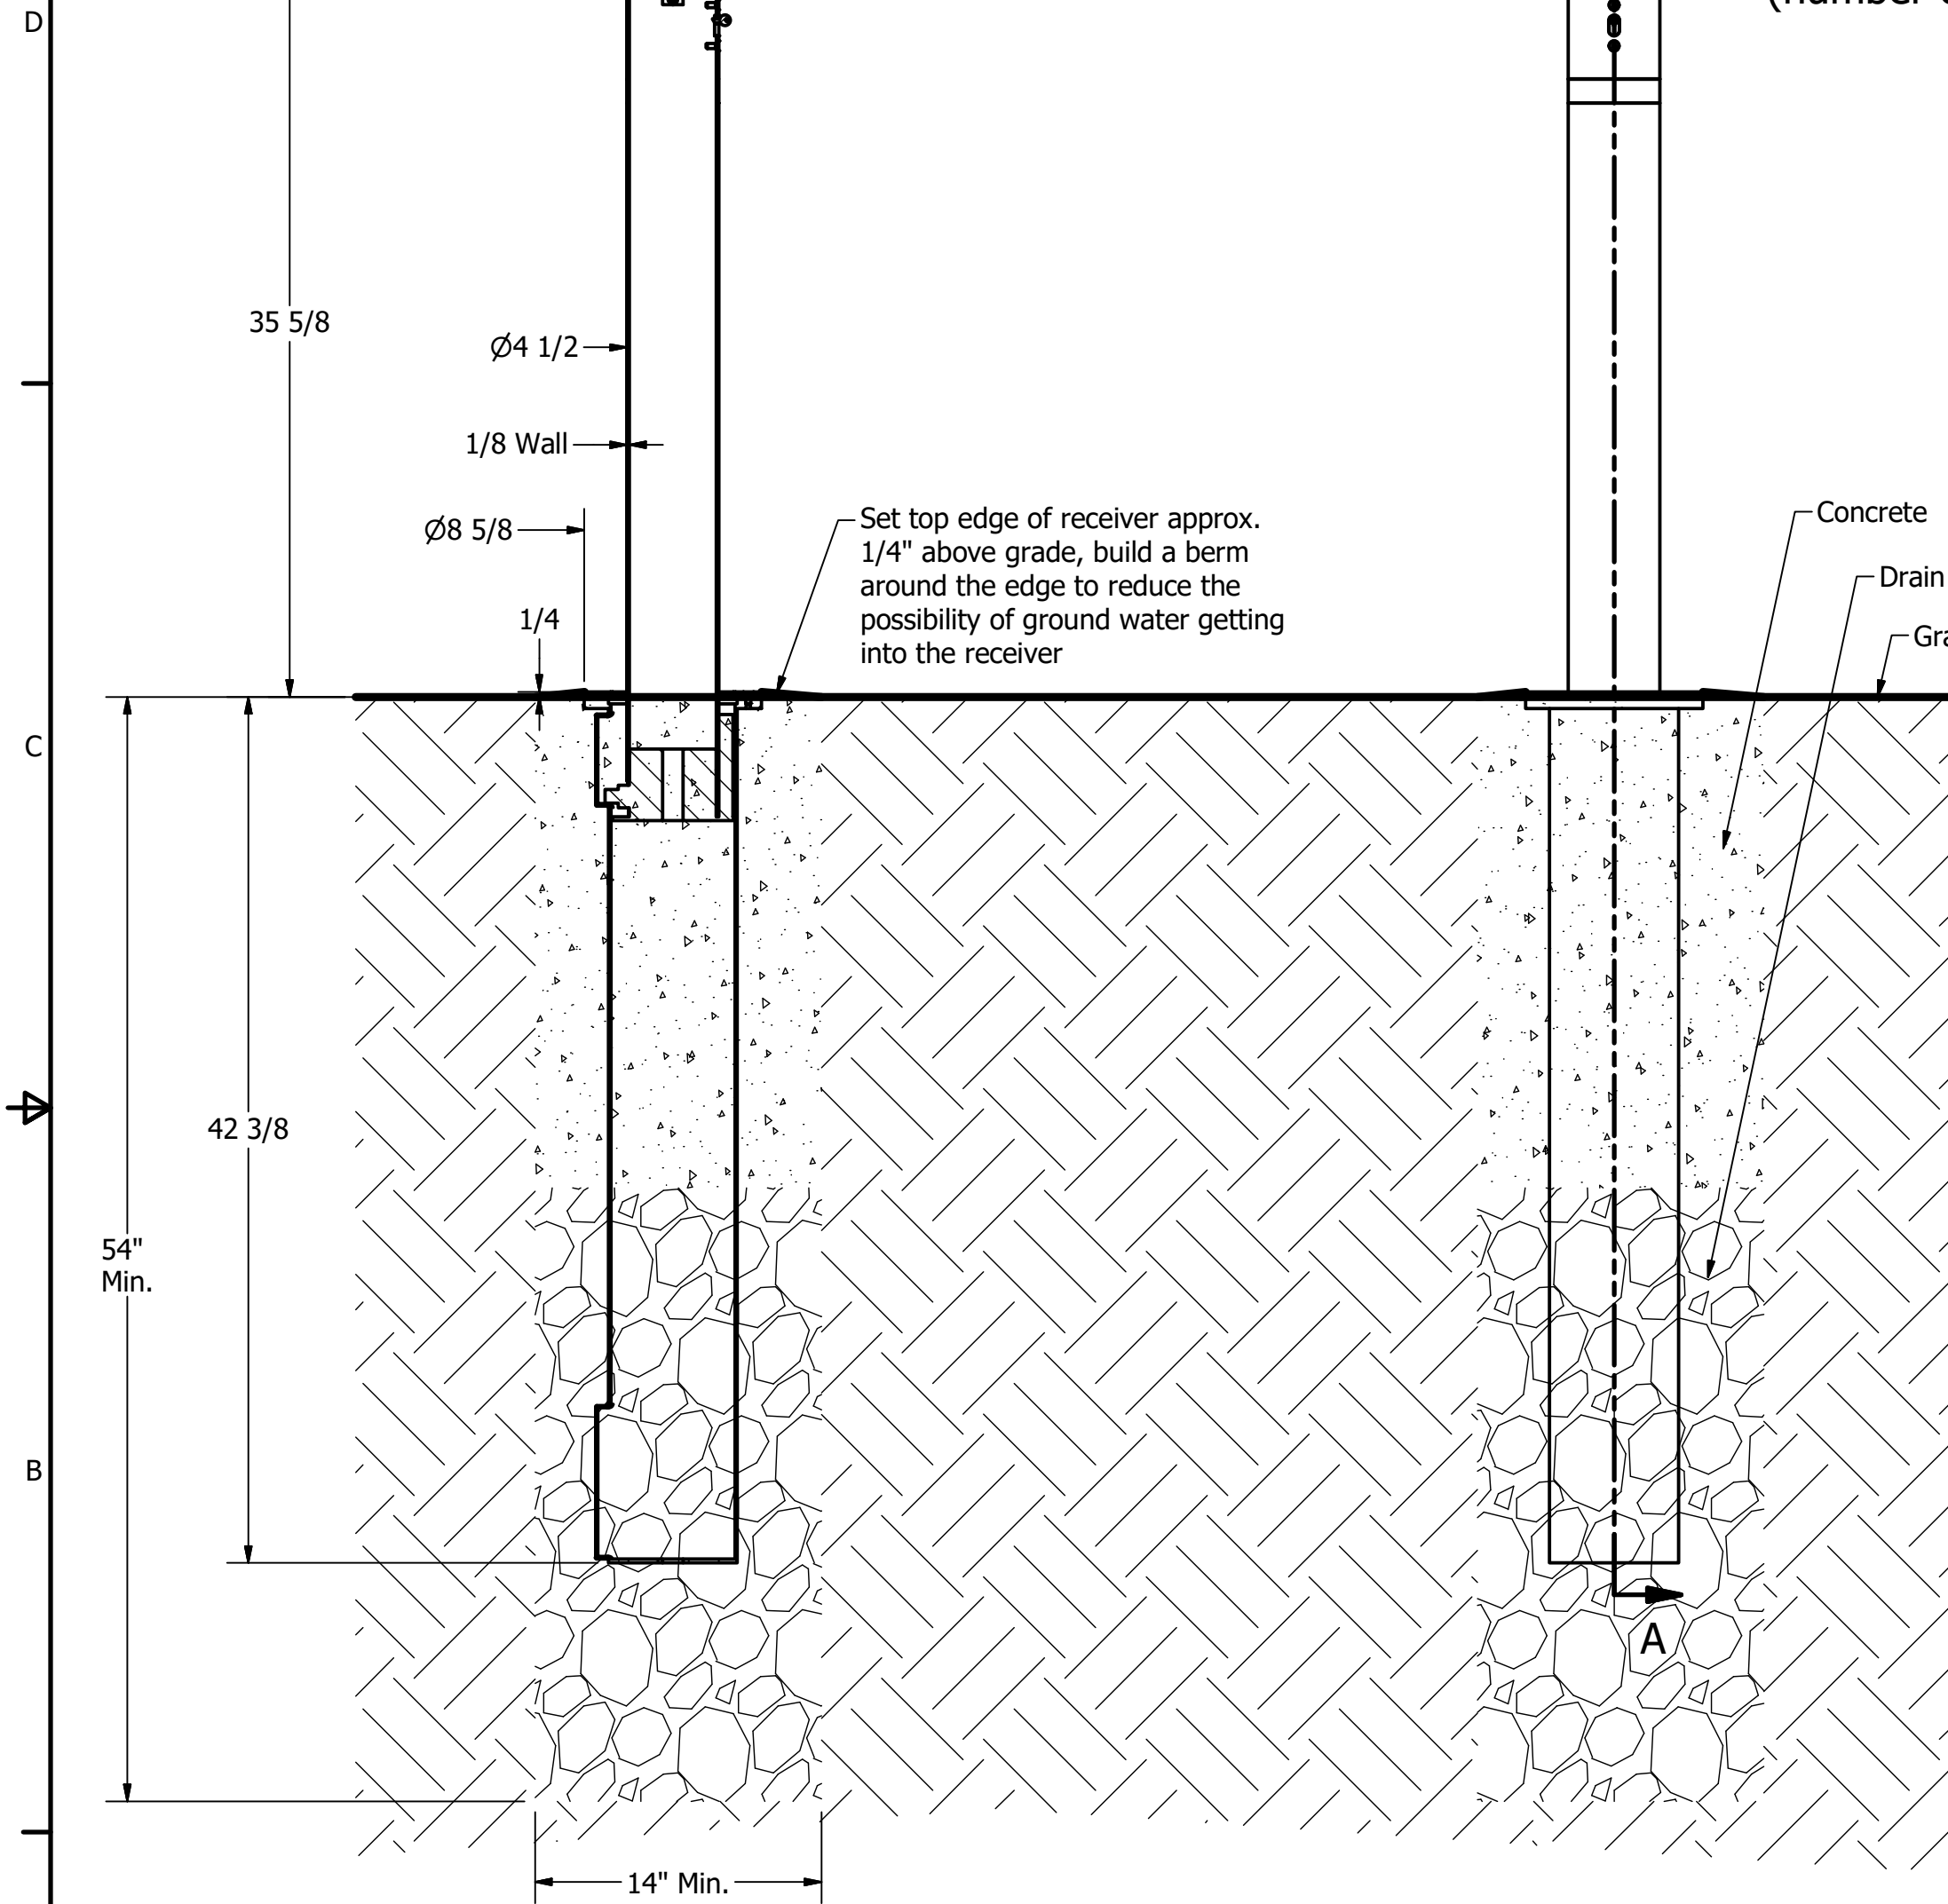 D
(number
35 5/8
Ø4 1/2
1/8 Wall
Ø8 5/8
Set top edge of receiver approx.
1/4" above grade, build a berm
around the edge to reduce the
possibility of ground water getting
into the receiver
1/4
Concrete
Drain
Gra
C
42 3/8
54"
Min.
B
A
14" Min.